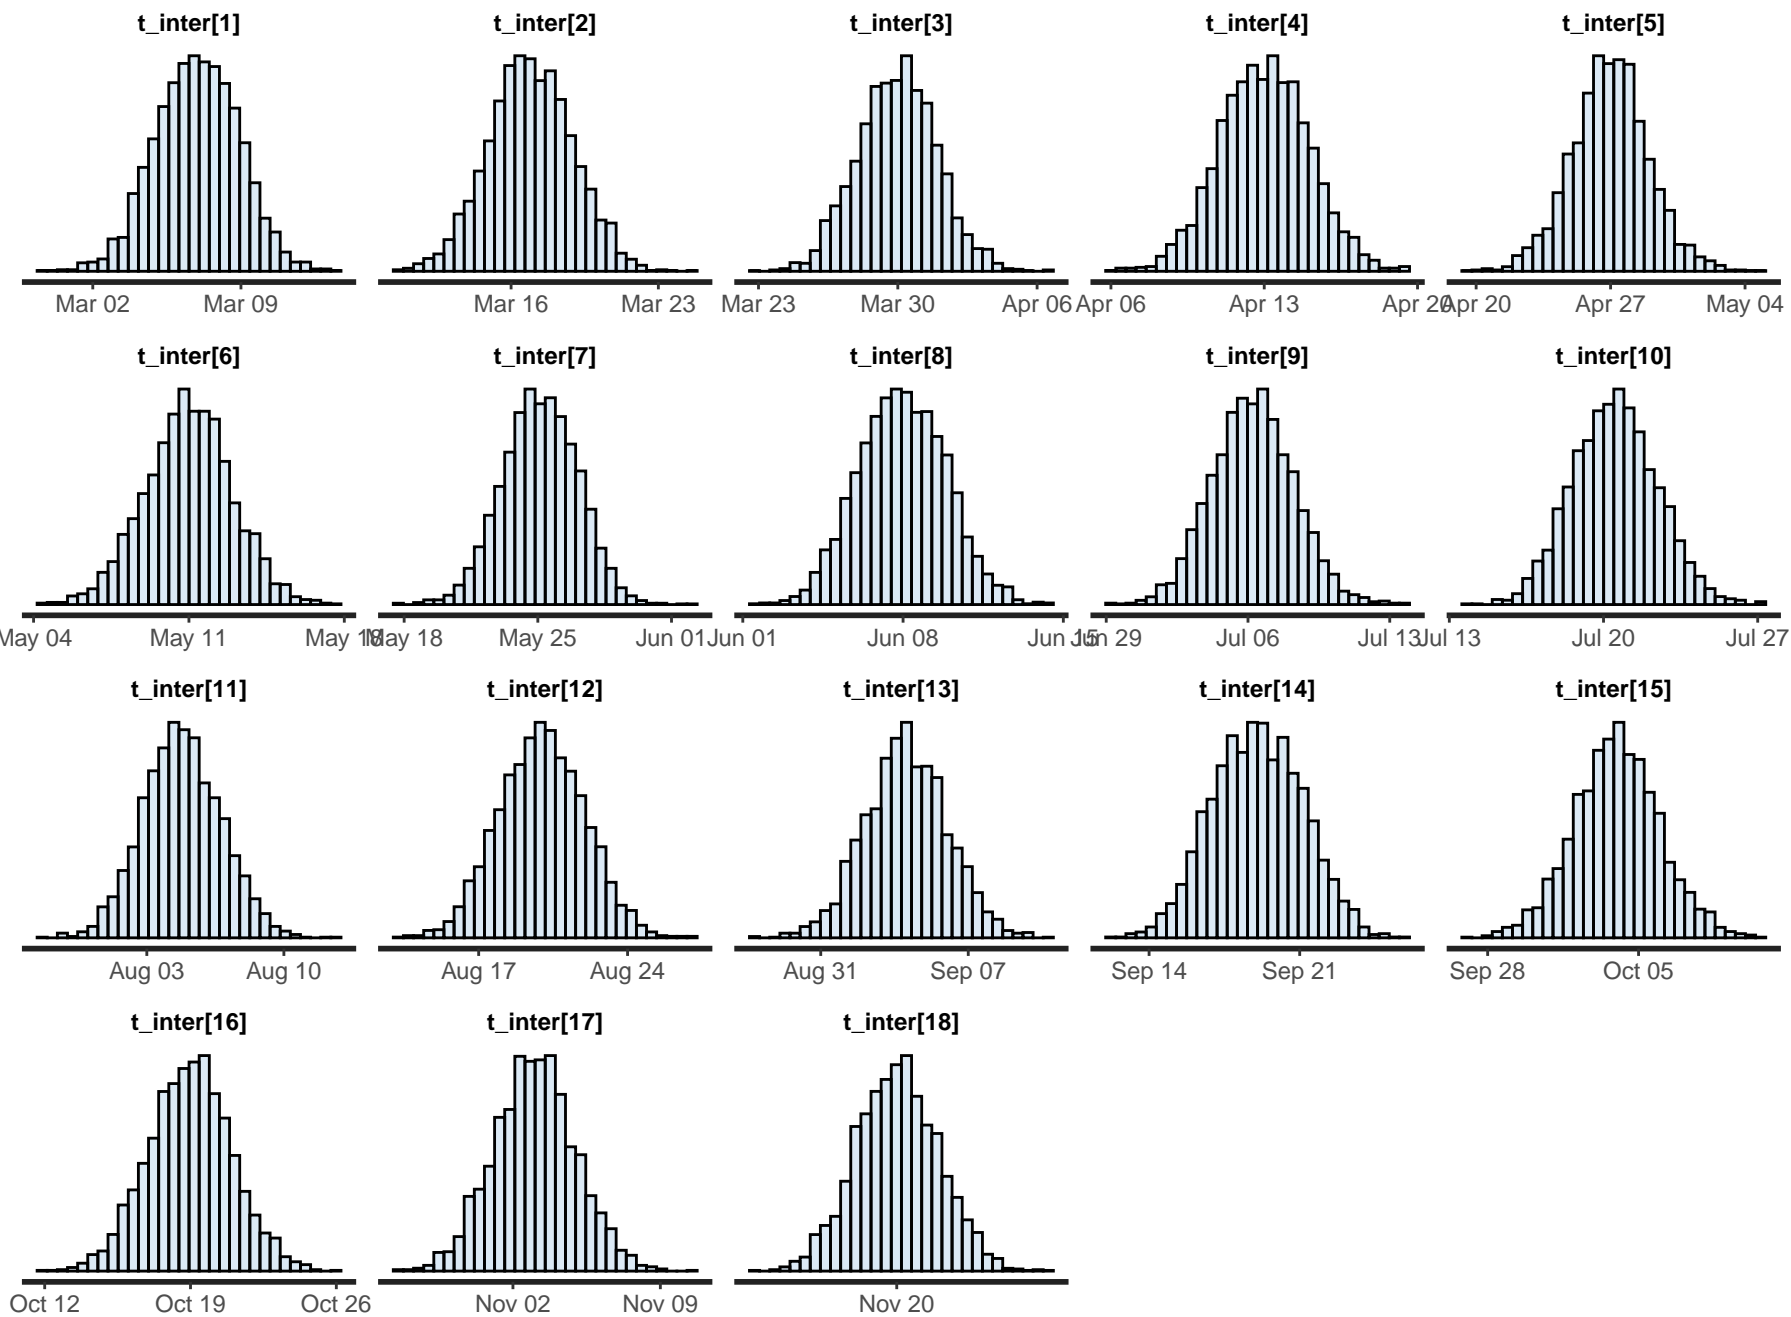 t_inter[1] t_inter[2] t_inter[3] t_inter[4] t_inter[5]
Mar 02 Mar 09 Mar 16 Mar 23 Mar 23 Mar 30 Apr 06 Apr 06 Apr 13 Apr 20 Apr 20 Apr 27 May 04
t_inter[6] t_inter[7] t_inter[8] t_inter[9] t_inter[10]
May 04 May 11 May 18 May 18 May 25 Jun 01 Jun 01 Jun 08 Jun 15 Jun 29 Jul 06 Jul 13 Jul 13 Jul 20 Jul 27
t_inter[11] t_inter[12] t_inter[13] t_inter[14] t_inter[15]
Aug 03 Aug 10 Aug 17 Aug 24 Aug 31 Sep 07 Sep 14 Sep 21 Sep 28 Oct 05
t_inter[16] t_inter[17] t_inter[18]
Oct 12 Oct 19 Oct 26 Nov 02 Nov 09 Nov 20